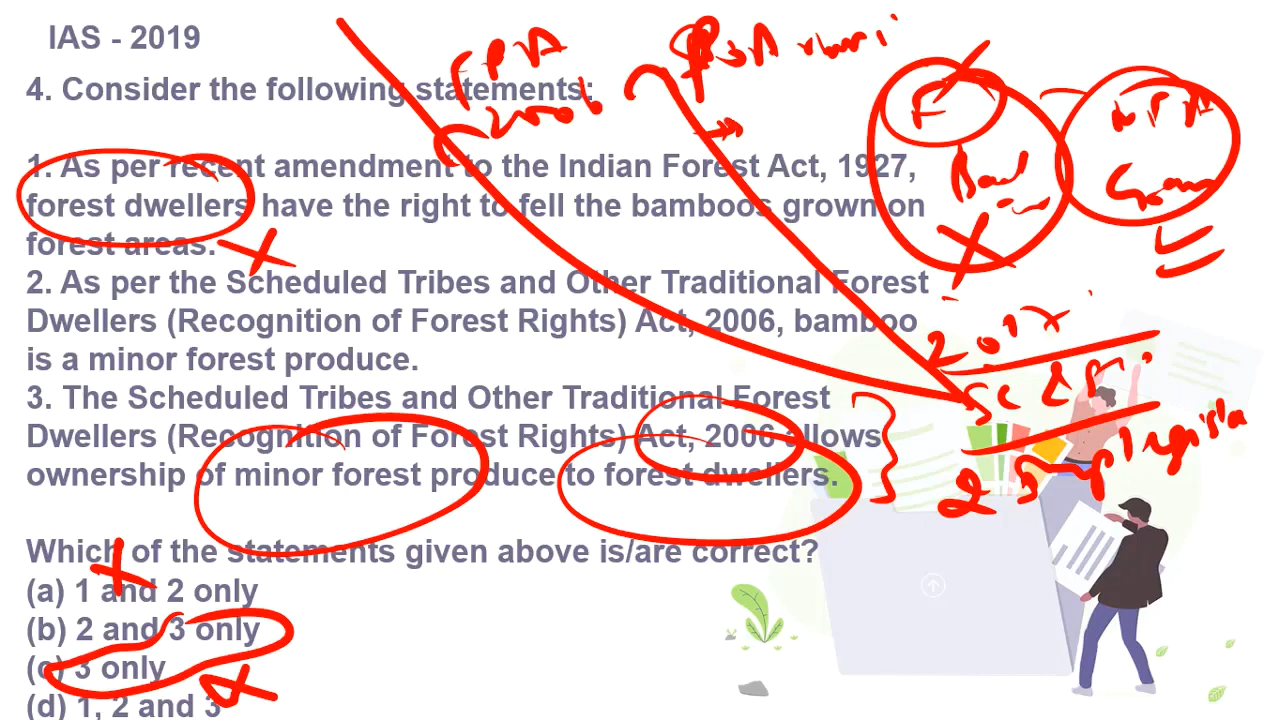 IAS - 2019
4. Consider the following statements:
1. As per recent amendment to the Indian Forest Act, 1927,
forest dwellers have the right to fell the bamboos grown on
forest areas.
2. As per the Scheduled Tribes and Other Traditional Forest
Dwellers (Recognition of Forest Rights) Act, 2006, bamboo
is a minor forest produce.
3. The Scheduled Tribes and Other Traditional Forest
Dwellers (Recognition of Forest Rights) Act, 2006 allows
ownership of minor forest produce to forest dwellers.
Which of the statements given above is/are correct?
(a) 1 and 2 only
(b) 2 and 3 only
(c) 3 only
(d) 1, 2 and 3
2006
2017